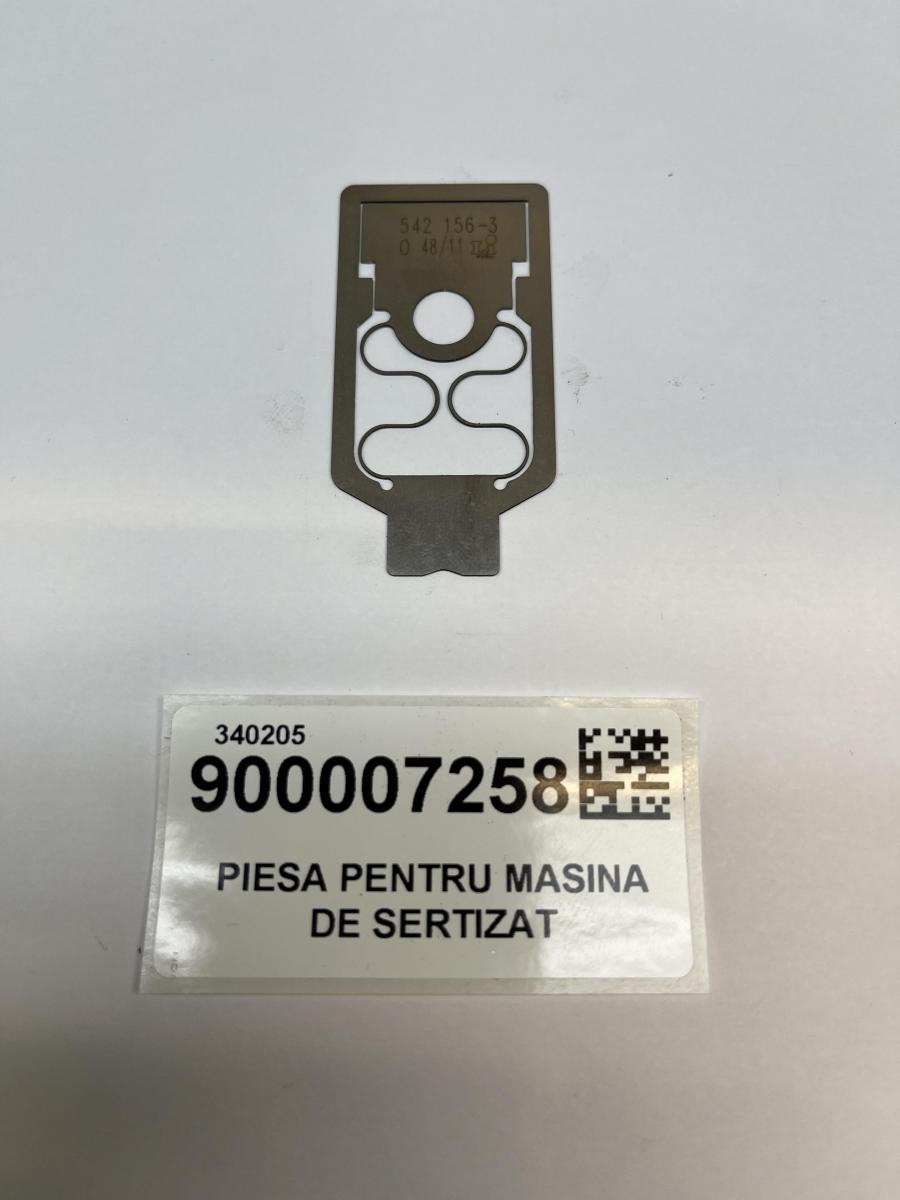 542 156-3
0 48/11
340205
900007258
PIESA PENTRU MASINA
DE SERTIZAT